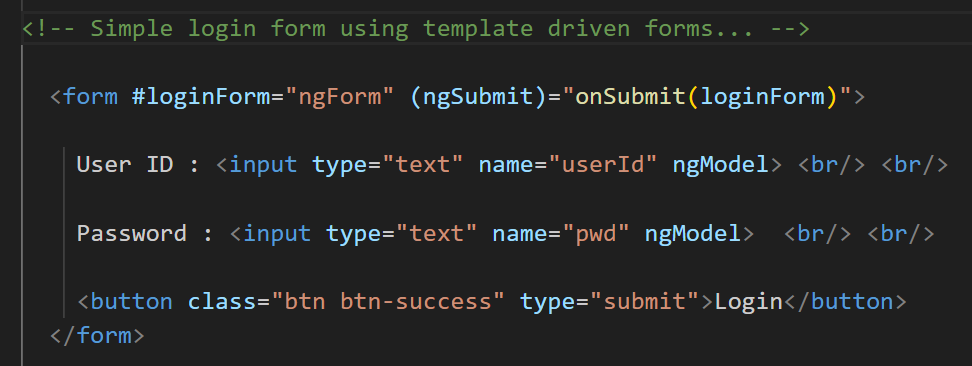 <!-- Simple login form using template driven forms... -->
<form #loginForm="ngForm" (ngSubmit)="onSubmit(loginForm)">
User ID : <input type="text" name="userId" ngModel> <br/> <br/>
Password : <input type="text" name="pwd" ngModel>  <br/> <br/>
<button class="btn btn-success" type="submit">Login</button>
</form>